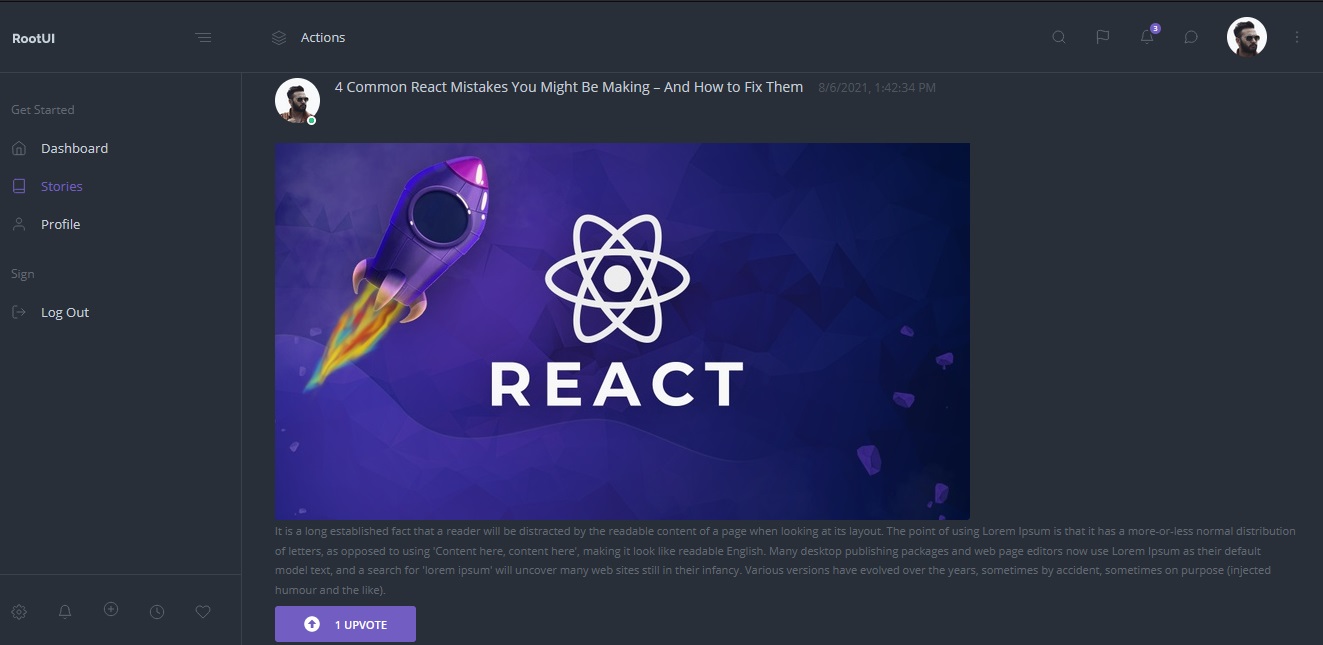 RootUI
Actions
3
Get Started
Dashboard
Stories
Profile
Sign
Log Out
4 Common React Mistakes You Might Be Making – And How to Fix Them 8/6/2021, 1:42:34 PM
REACT
It is a long established fact that a reader will be distracted by the readable content of a page when looking at its layout. The point of using Lorem Ipsum is that it has a more-or-less normal distribution
of letters, as opposed to using 'Content here, content here', making it look like readable English. Many desktop publishing packages and web page editors now use Lorem Ipsum as their default
model text, and a search for 'lorem ipsum' will uncover many web sites still in their infancy. Various versions have evolved over the years, sometimes by accident, sometimes on purpose (injected
humour and the like).
1 UPVOTE